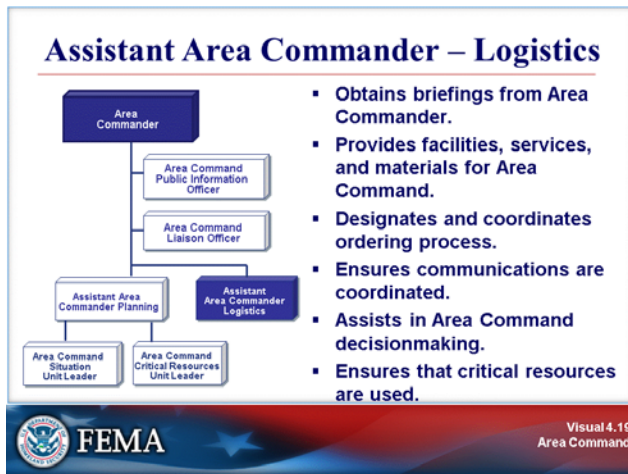 Assistant Area Commander – Logistics
Area
Commander
Area Command
Public Information
Officer
Area Command
Liaison Officer
Assistant Area
Commander Planning
Assistant
Area Commander
Logistics
Area Command
Situation
Unit Leader
Area Command
Critical Resources
Unit Leader
▪ Obtains briefings from Area
Commander.
▪ Provides facilities, services,
and materials for Area
Command.
▪ Designates and coordinates
ordering process.
▪ Ensures communications are
coordinated.
▪ Assists in Area Command
decisionmaking.
▪ Ensures that critical resources
are used.
FEMA
Visual 4.19
Area Command